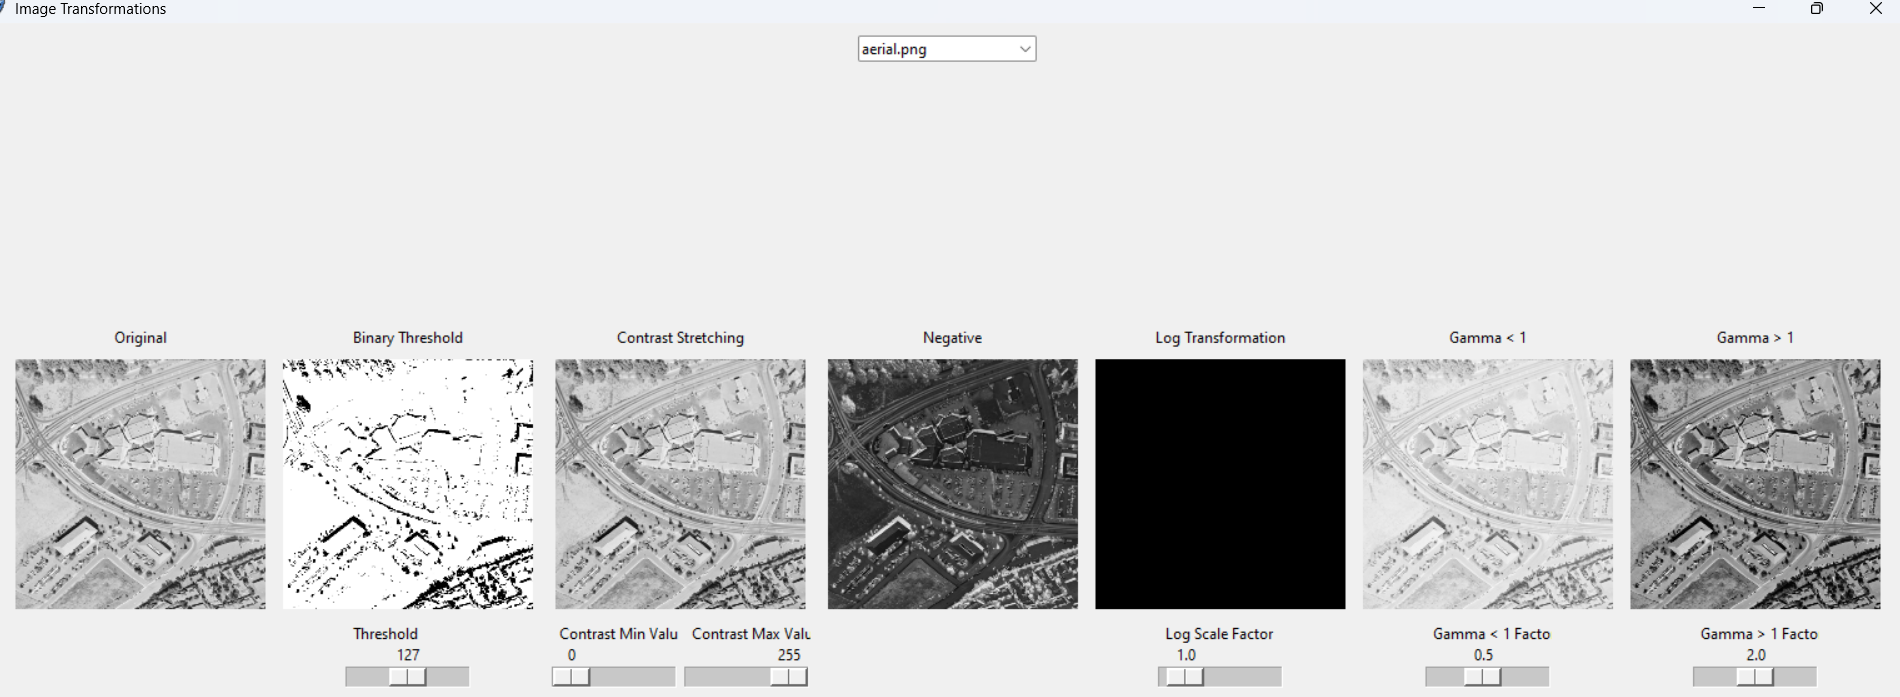 Image Transformations
aerial.png
Original
Binary Threshold
Contrast Stretching
Negative
Log Transformation
Gamma < 1
Gamma > 1
Threshold
127
Contrast Min Valu
0
Contrast Max Valu
255
Log Scale Factor
1.0
Gamma < 1 Facto
0.5
Gamma > 1 Facto
2.0